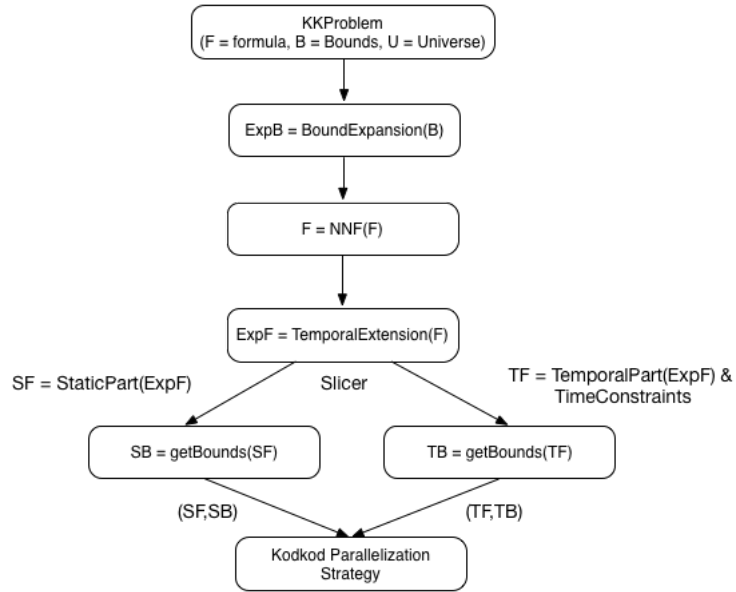 KKProblem
(F = formula, B = Bounds, U = Universe)
ExpB = BoundExpansion(B)
F = NNF(F)
ExpF = TemporalExtension(F)
SF = StaticPart(ExpF)
Slicer
TF = TemporalPart(ExpF) &
TimeConstraints
SB = getBounds(SF)
TB = getBounds(TF)
(SF,SB)
(TF,TB)
Kodkod Parallelization
Strategy